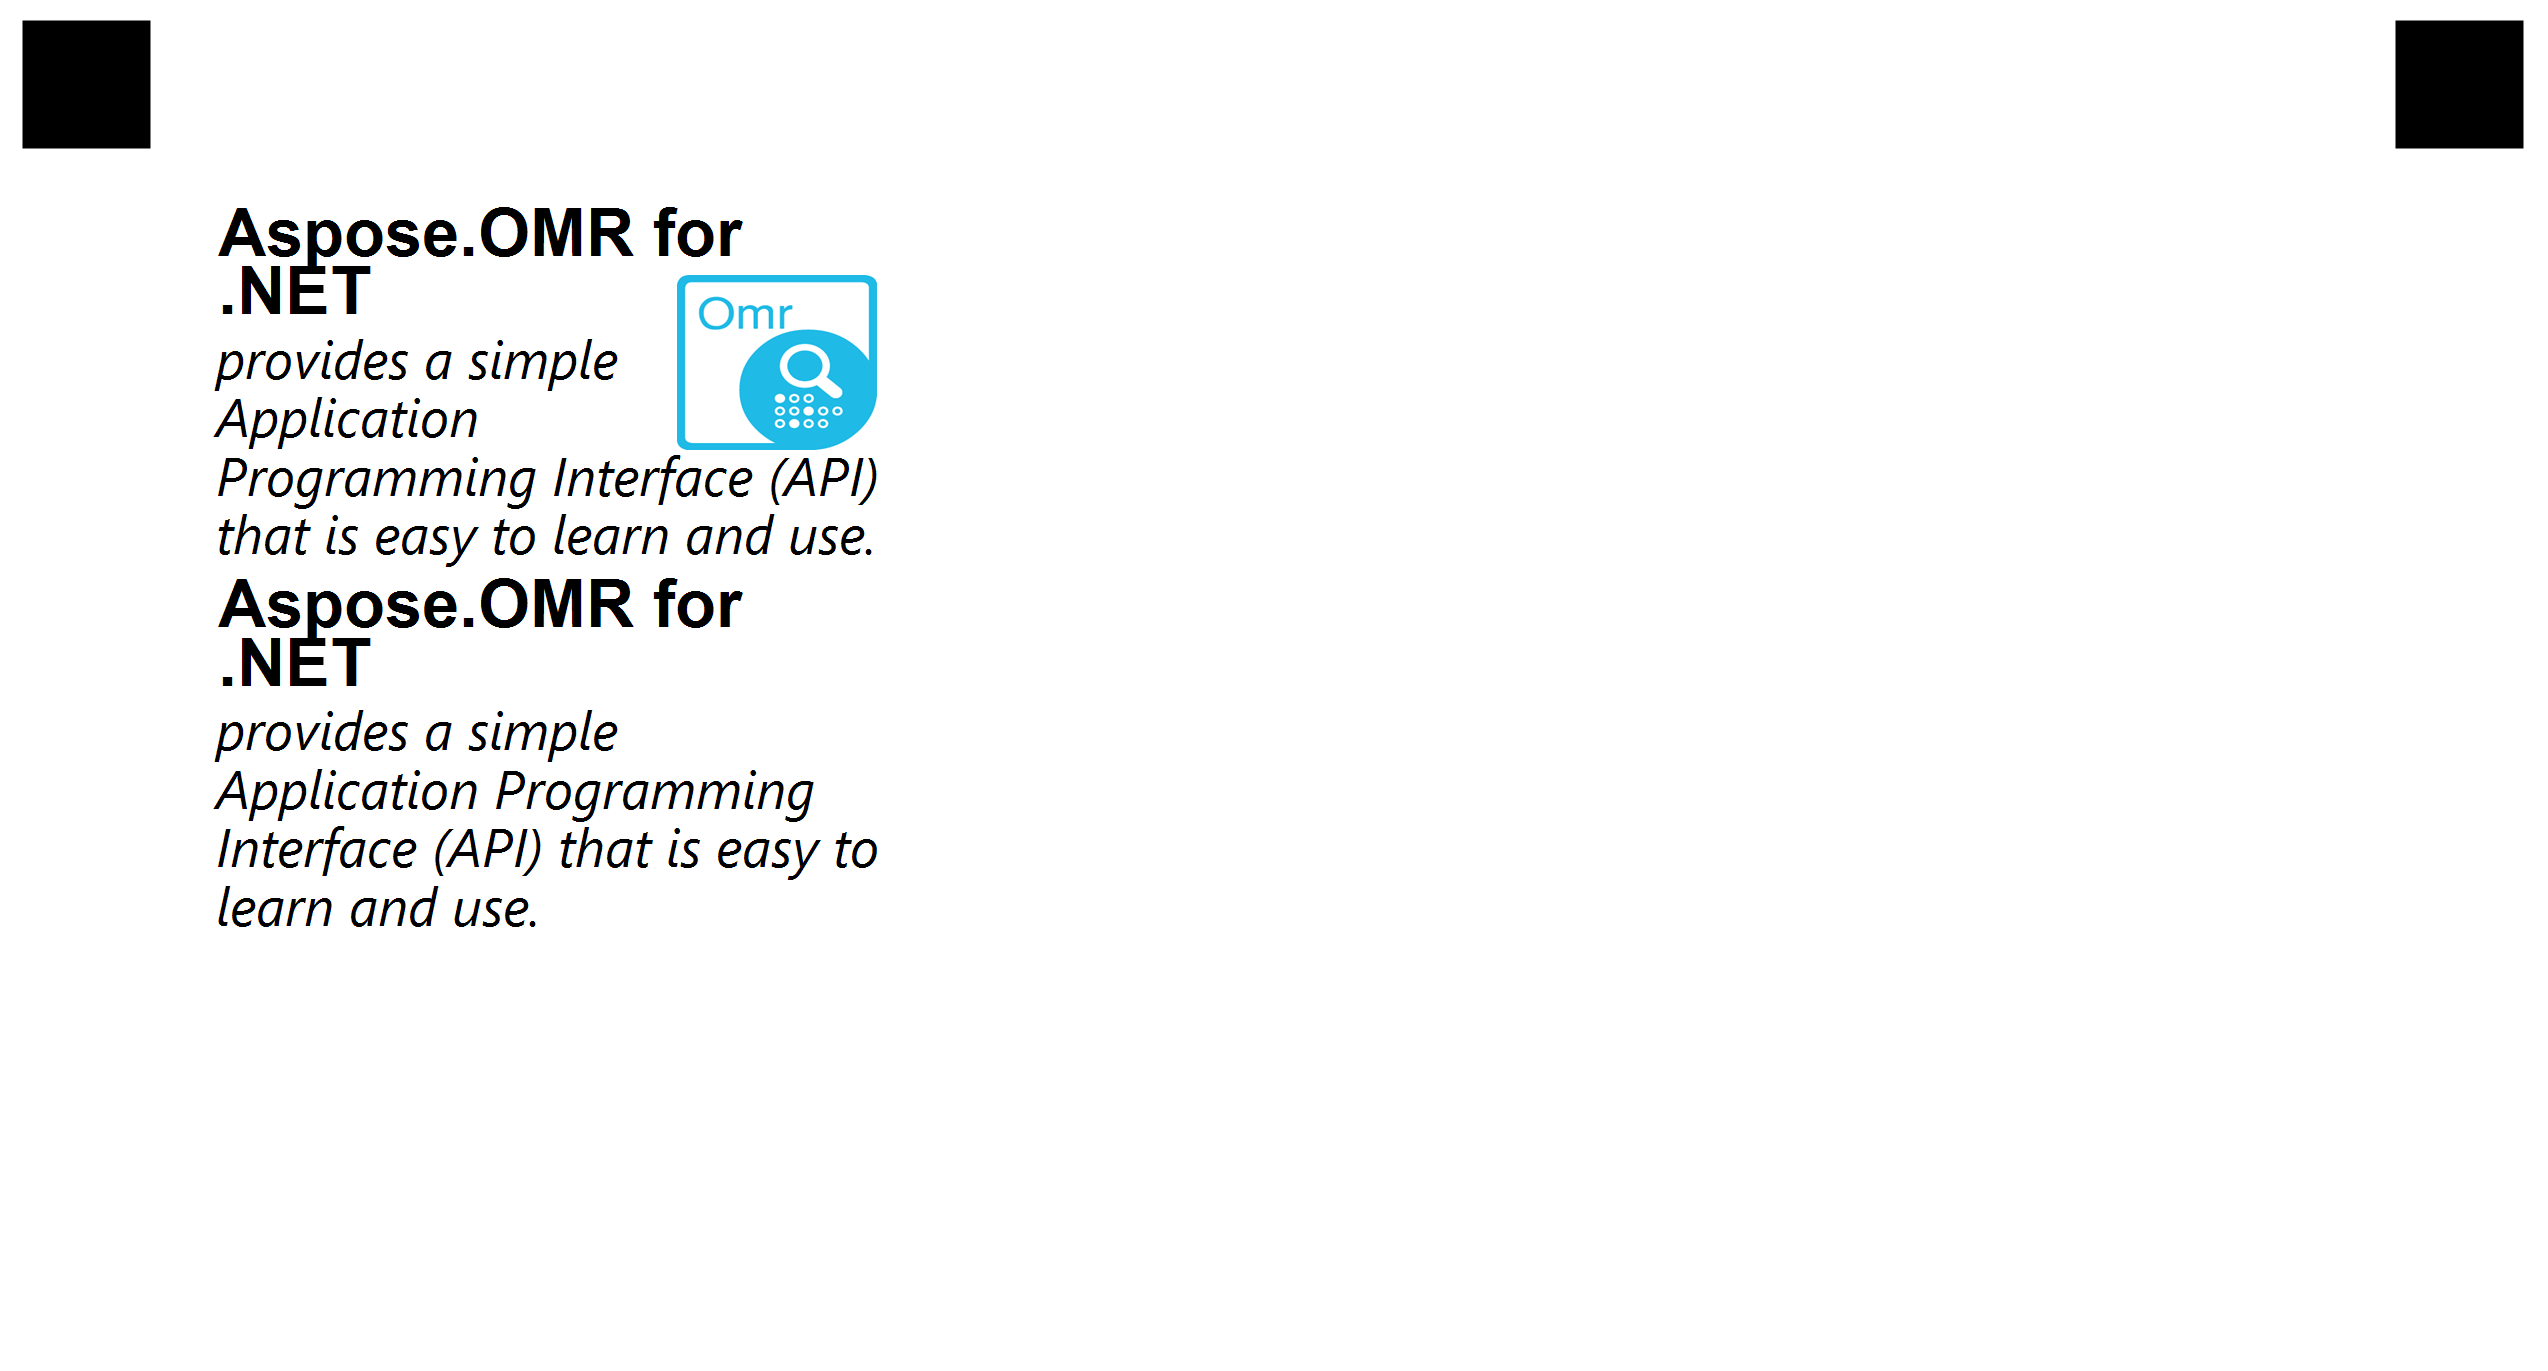 Aspose.OMR for
.NET
Omr
provides a simple
Application
Programming Interface (API)
that is easy to learn and use.
Aspose.OMR for
.NET
provides a simple
Application Programming
Interface (API) that is easy to
learn and use.